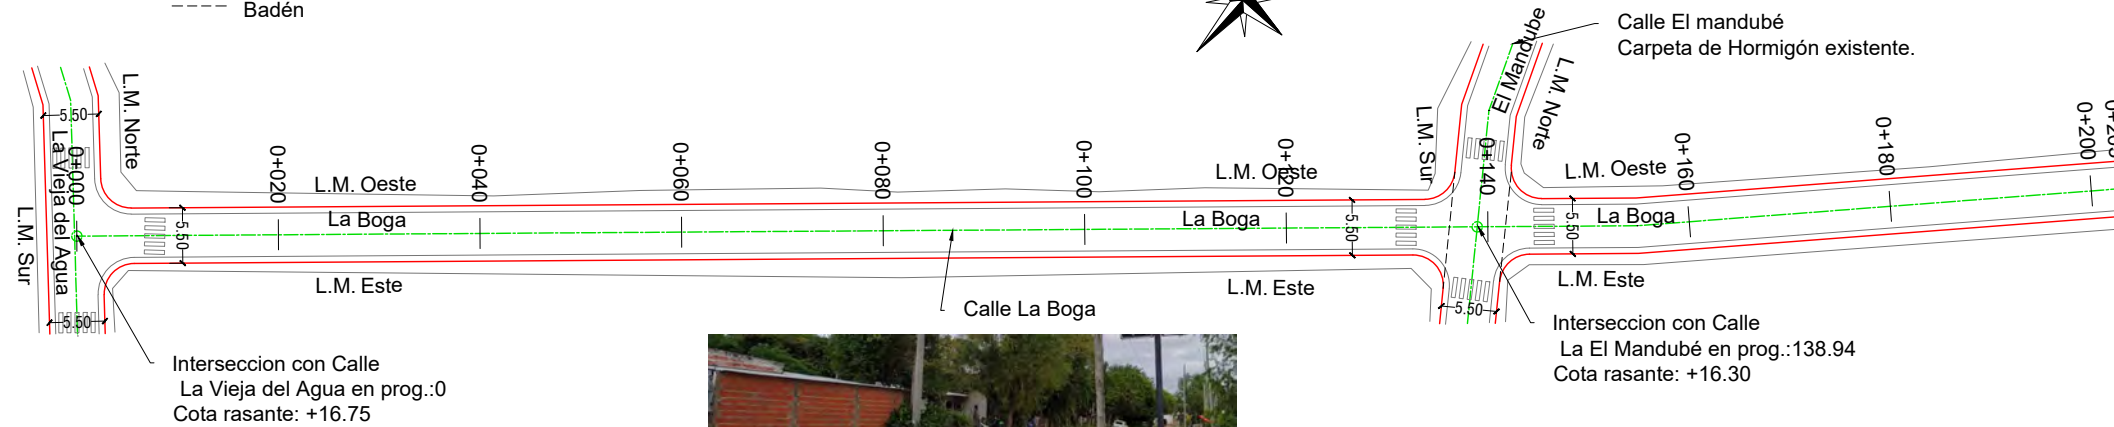 Badén
Calle El mandubé
Carpeta de Hormigón existente.
El Mandube
L.M. Norte
L.M. Norte
L.M. Sur
5.50
La Vieja del Agua
L.M. Sur
0+000
0+020
0+040
0+060
0+080
0+100
0+120
0+140
0+160
0+180
0+200
L.M. Oeste
L.M. Oeste
L.M. Oeste
La Boga
La Boga
La Boga
5.50
5.50
5.50
L.M. Este
L.M. Este
L.M. Este
5.50
5.50
Calle La Boga
Interseccion con Calle
La Vieja del Agua en prog.:0
Cota rasante: +16.75
Interseccion con Calle
La El Mandubé en prog.:138.94
Cota rasante: +16.30